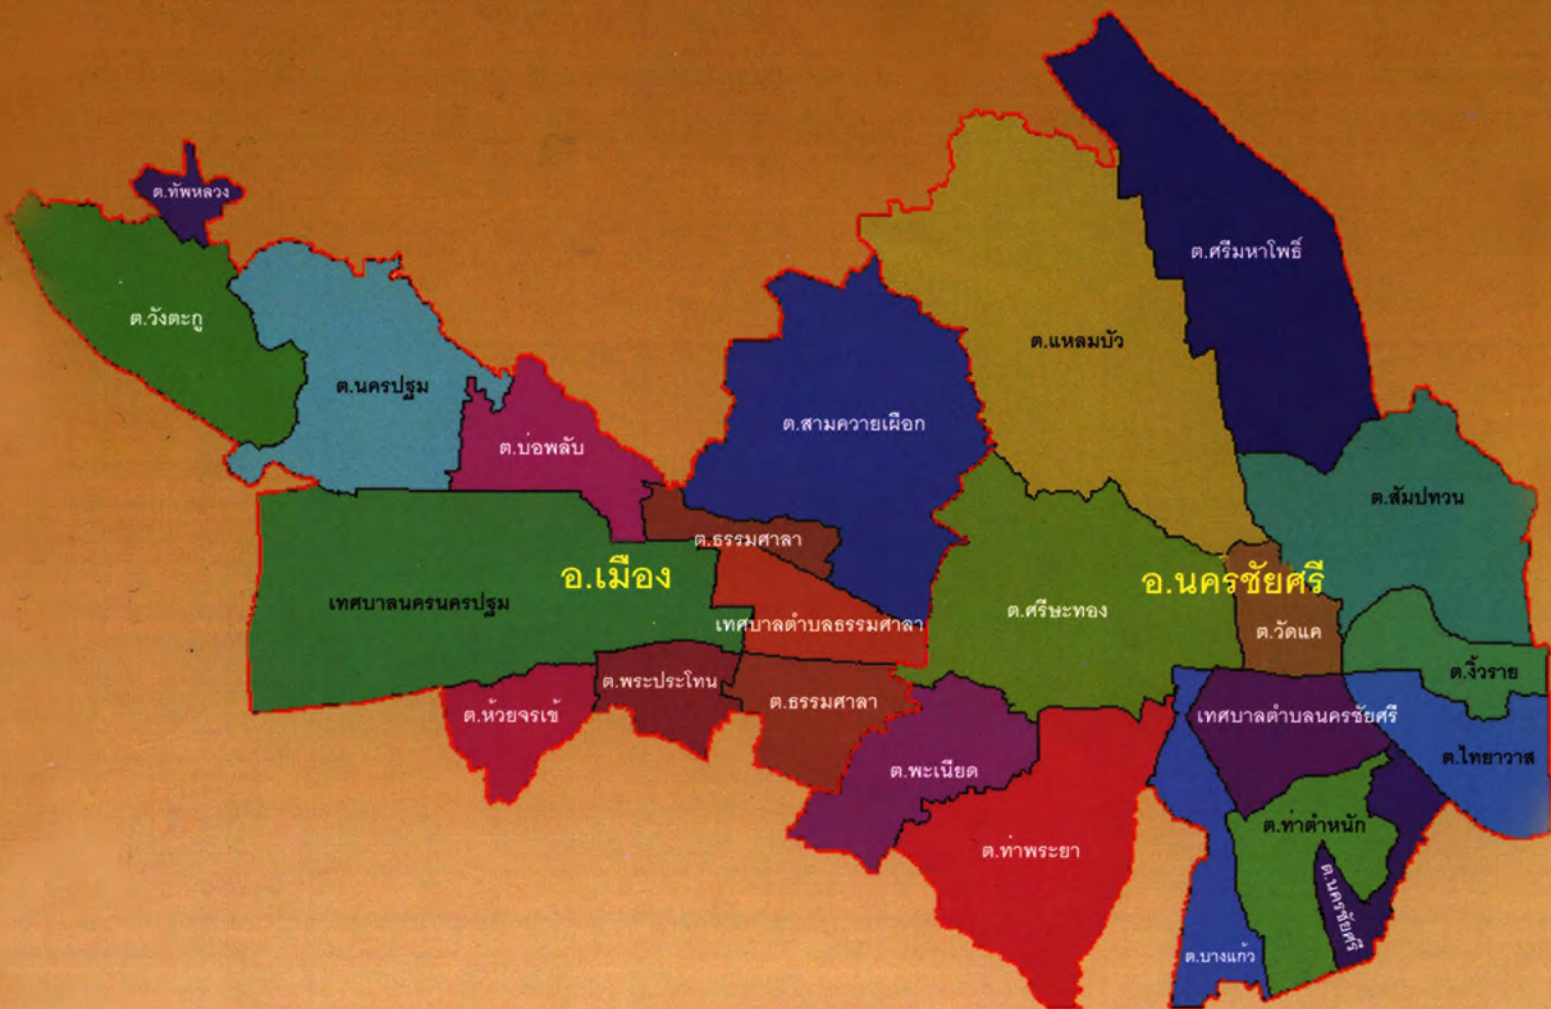 ต.ทัพหลวง
ต.ศรีมหาโพธิ์
ต.วังตะกู
ต.แหลมบัว
ต.นครปฐม
ต.สามควายเผือก
ต.บ่อพลับ
ต.สัมปทวน
ต.ธรรมศาลา
อ.เมือง
อ.นครชัยศรี
เทศบาลนครนครปฐม
ต.ศรีษะทอง
เทศบาลตำบลธรรมศาลา
ต.วัดแค
ต.งิ้วราย
ต.พระประโทน
ต.ธรรมศาลา
ต.ห้วยจรเข้
เทศบาลตำบลนครชัยศรี
ต.ไทยาวาส
ต.พะเนียด
ต.ท่าตำหนัก
ต.ท่าพระยา
ต.นครชัยศรี
ต.บางแก้ว